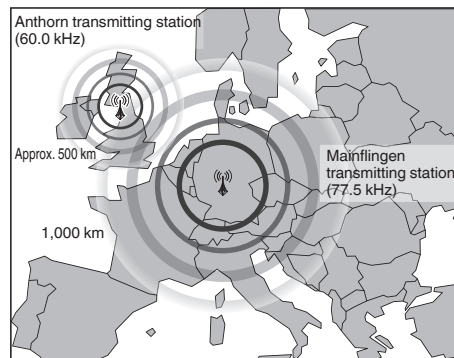 Anthorn transmitting station
(60.0 kHz)
Approx. 500 km
Mainflingen
transmitting station
(77.5 kHz)
1,000 km